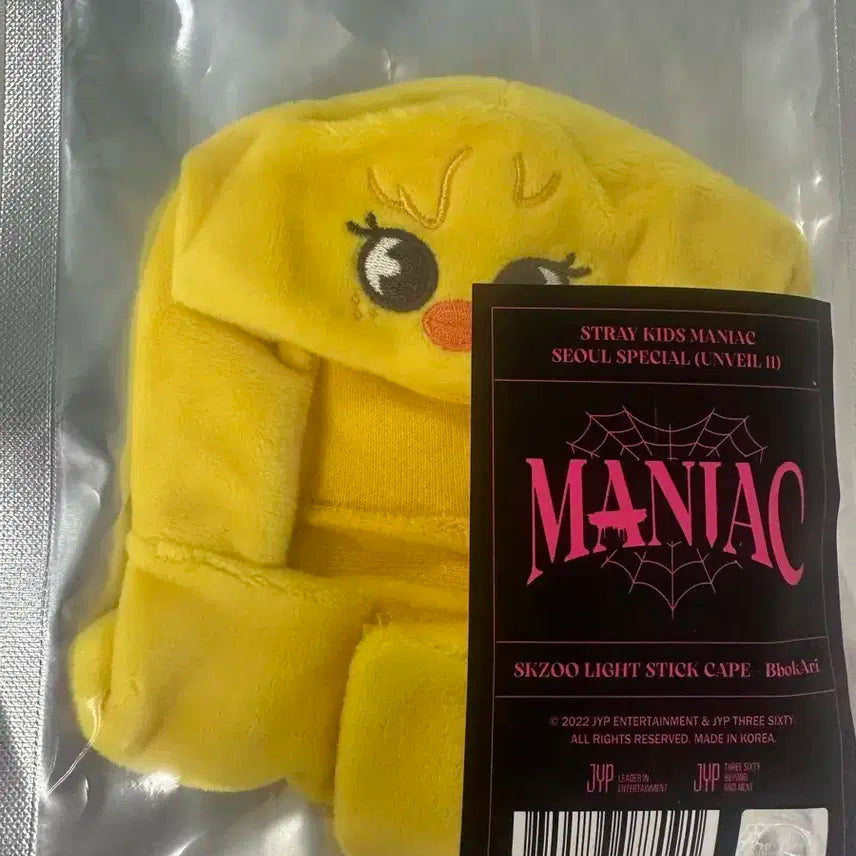 STRAY KIDS MANIAC
SEOUL SPECIAL (UNVEIL 11)
MANIAC
SKZOO LIGHT STICK CAPE - BbokAri
© 2022 JYP ENTERTAINMENT & JYP THREE SIXTY
ALL RIGHTS RESERVED. MADE IN KOREA.
JYP LEADER IN ENTERTAINMENT
JYP THREE SIXTY BEYOND AND NEXT